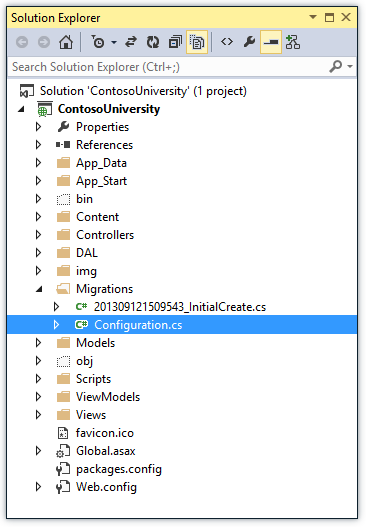 Solution Explorer
Search Solution Explorer (Ctrl+;)
Solution 'ContosoUniversity' (1 project)
ContosoUniversity
Properties
References
App_Data
App_Start
bin
Content
Controllers
DAL
img
Migrations
C# 201309121509543_InitialCreate.cs
C# Configuration.cs
Models
obj
Scripts
ViewModels
Views
favicon.ico
Global.asax
packages.config
Web.config